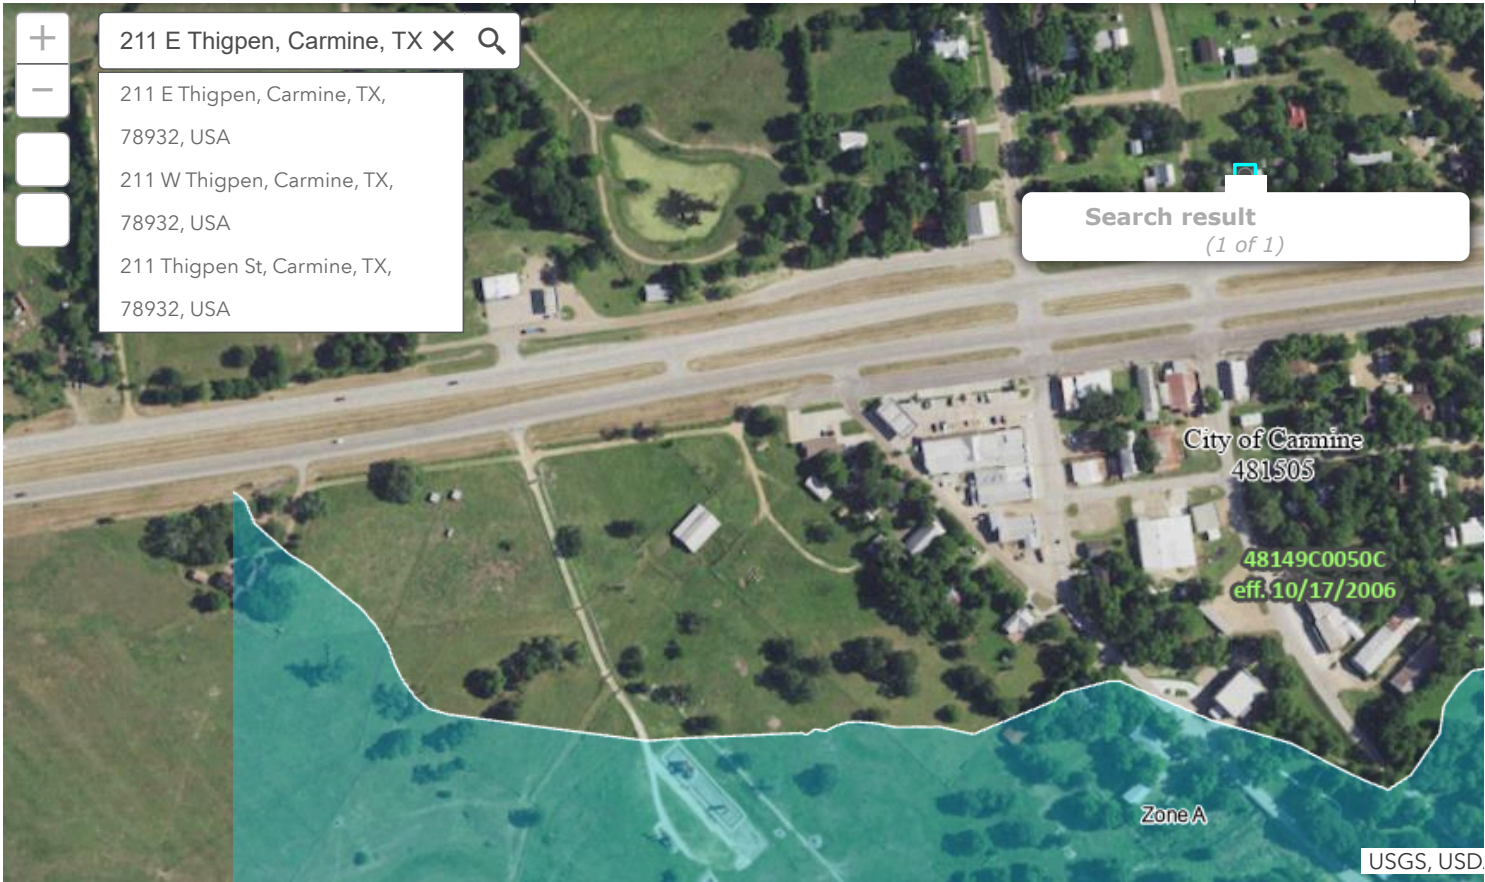 +
211 E Thigpen, Carmine, TX
−
211 E Thigpen, Carmine, TX,
78932, USA
211 W Thigpen, Carmine, TX,
78932, USA
211 Thigpen St, Carmine, TX,
78932, USA
Search result
(1 of 1)
City of Carmine
481505
48149C0050C
eff. 10/17/2006
Zone A
USGS, USD